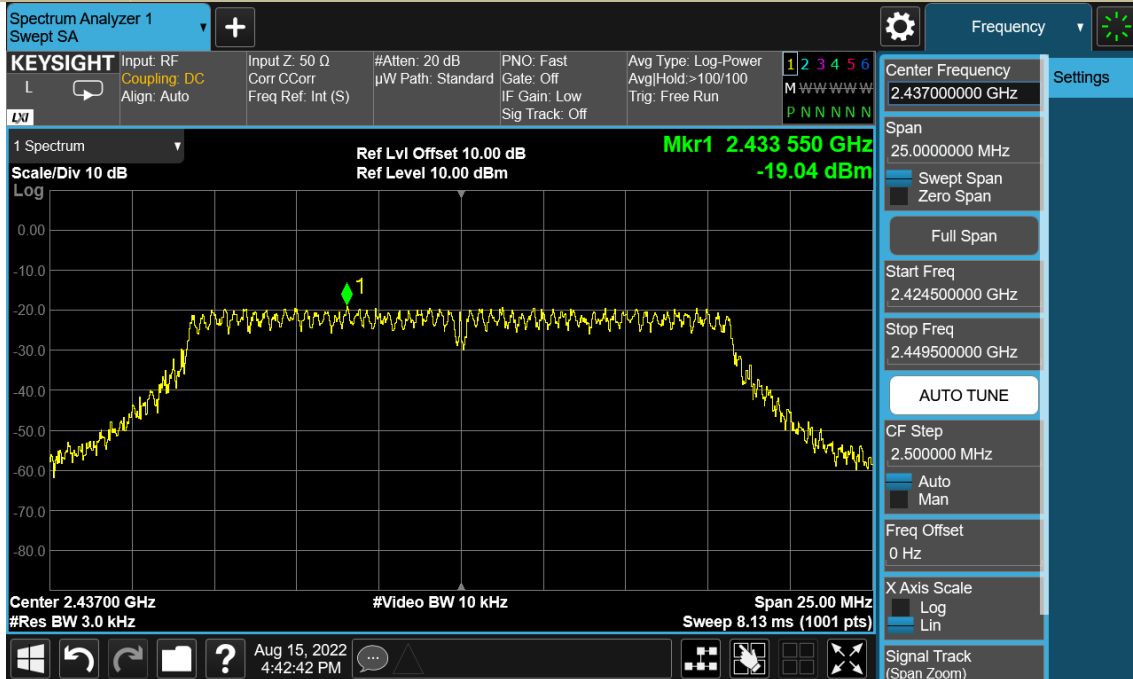 Spectrum Analyzer 1
Swept SA
Frequency
KEYSIGHT
L
LXI
Input: RF
Coupling: DC
Align: Auto
Input Z: 50 Ω
Corr CCorr
Freq Ref: Int (S)
#Atten: 20 dB
µW Path: Standard
PNO: Fast
Gate: Off
IF Gain: Low
Sig Track: Off
Avg Type: Log-Power
Avg|Hold:>100/100
Trig: Free Run
1 2 3 4 5 6
M W W W W W
P N N N N N
1 Spectrum
Scale/Div 10 dB
Ref Lvl Offset 10.00 dB
Ref Level 10.00 dBm
Mkr1 2.433 550 GHz
-19.04 dBm
Log
0.00
-10.0
-20.0
-30.0
-40.0
-50.0
-60.0
-70.0
-80.0
1
Center 2.43700 GHz
#Video BW 10 kHz
Span 25.00 MHz
#Res BW 3.0 kHz
Sweep 8.13 ms (1001 pts)
Aug 15, 2022
4:42:42 PM
?
Center Frequency
2.437000000 GHz
Settings
Span
25.0000000 MHz
Swept Span
Zero Span
Full Span
Start Freq
2.424500000 GHz
Stop Freq
2.449500000 GHz
AUTO TUNE
CF Step
2.500000 MHz
Auto
Man
Freq Offset
0 Hz
X Axis Scale
Log
Lin
Signal Track
(Span Zoom)